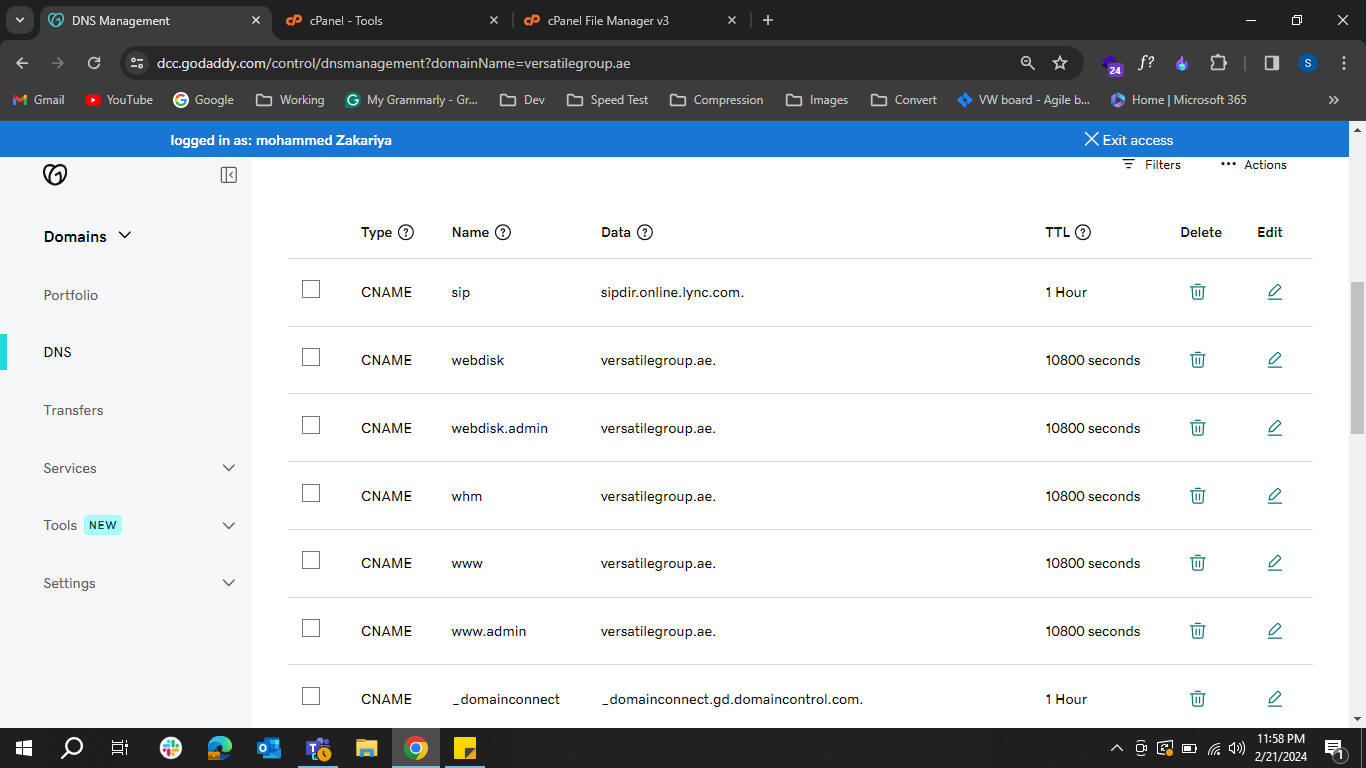 DNS Management
cPanel - Tools
cPanel File Manager v3
dcc.godaddy.com/control/dnsmanagement?domainName=versatilegroup.ae
24
f?
S
Gmail
YouTube
Google
Working
My Grammarly - Gr...
Dev
Speed Test
Compression
Images
Convert
VW board - Agile b...
Home | Microsoft 365
logged in as: mohammed Zakariya
Exit access
Filters
Actions
Domains
Portfolio
DNS
Transfers
Services
Tools NEW
Settings
Type Name Data TTL Delete Edit
CNAME sip sipdir.online.lync.com. 1 Hour
CNAME webdisk versatilegroup.ae. 10800 seconds
CNAME webdisk.admin versatilegroup.ae. 10800 seconds
CNAME whm versatilegroup.ae. 10800 seconds
CNAME www versatilegroup.ae. 10800 seconds
CNAME www.admin versatilegroup.ae. 10800 seconds
CNAME _domainconnect _domainconnect.gd.domaincontrol.com. 1 Hour
11:58 PM
2/21/2024
1